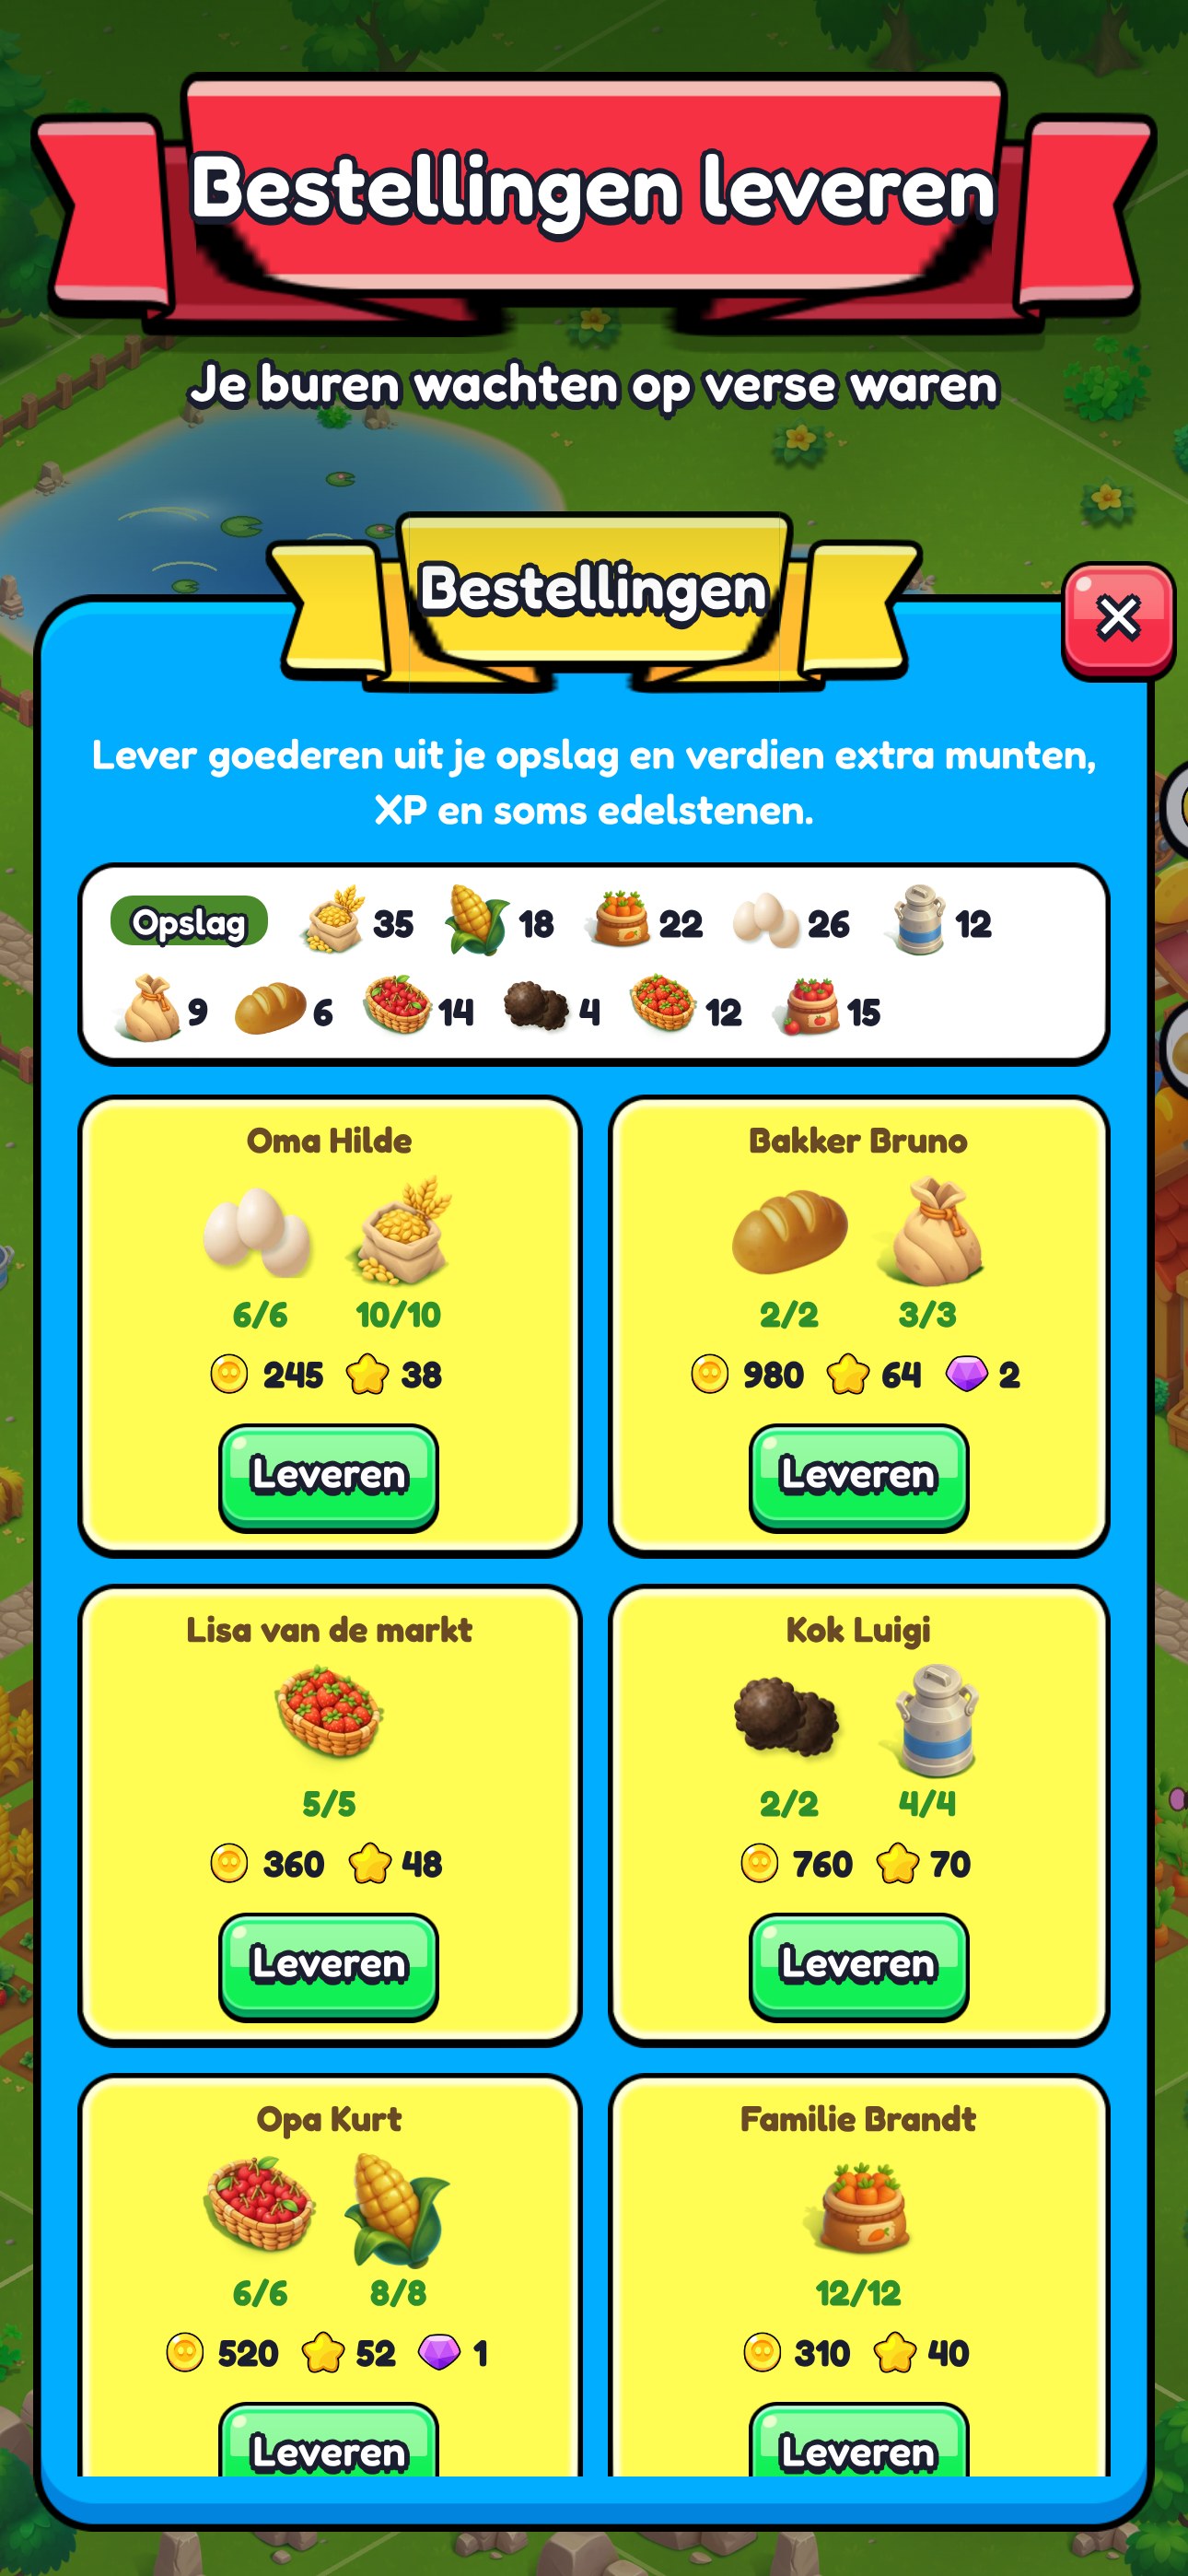 Bestellingen leveren
Je buren wachten op verse waren
Bestellingen
Lever goederen uit je opslag en verdien extra munten,
XP en soms edelstenen.
Opslag 35 18 22 26 12
9 6 14 4 12 15
Oma Hilde
6/6 10/10
245 38
Leveren
Bakker Bruno
2/2 3/3
980 64 2
Leveren
Lisa van de markt
5/5
360 48
Leveren
Kok Luigi
2/2 4/4
760 70
Leveren
Opa Kurt
6/6 8/8
520 52 1
Leveren
Familie Brandt
12/12
310 40
Leveren